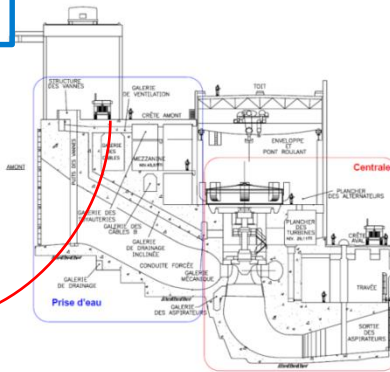 STRUCTURE
DES VANNES
GALERIE
DE VENTILATION
TOIT
CRÊTE AMONT
ENVELOPPE
ET
PONT ROULANT
GALERIE
DES
CÂBLES
MEZZANINE
PUITS DES VANNES
Centrale
AMONT
PLANCHER
DES ALTERNATEURS
GALERIE DES
TUYAUTERIES
GALERIE DES
CÂBLES B
PLANCHER
DES
TURBINES
GALERIE
DE DRAINAGE
INCLINÉE
CRÊTE
AVAL
CONDUITE FORCÉE
GALERIE
MÉCANIQUE
GALERIE
DE DRAINAGE
TRAVÉE
Prise d'eau
GALERIE
DES ASPIRATEURS
SORTIE
DES
ASPIRATEURS